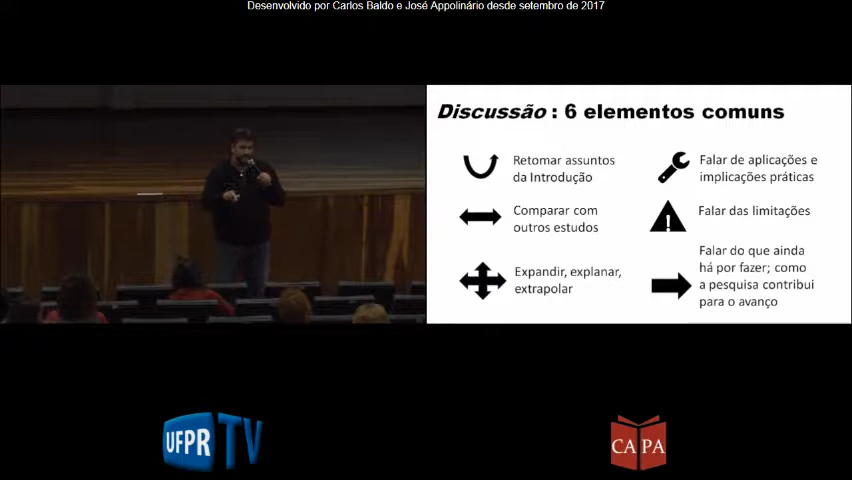 Desenvolvido por Carlos Baldo e José Appolinário desde setembro de 2017
Discussão : 6 elementos comuns
Retomar assuntos
da Introdução
Comparar com
outros estudos
Expandir, explanar,
extrapolar
Falar de aplicações e
implicações práticas
Falar das limitações
Falar do que ainda
há por fazer; como
a pesquisa contribui
para o avanço
UFPR TV
CAPA